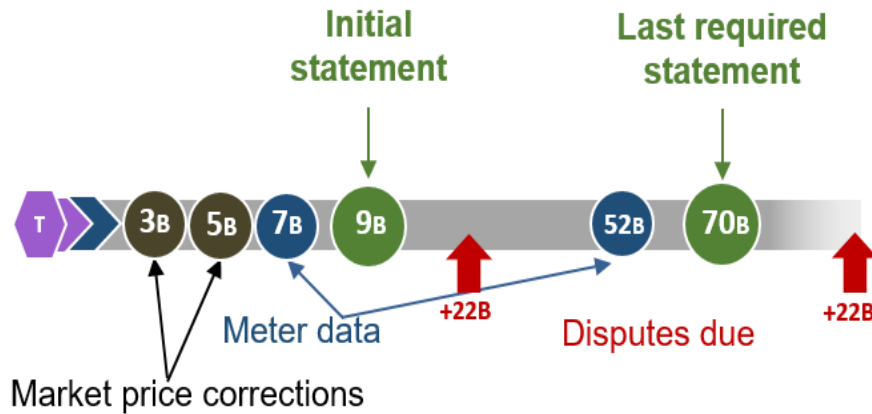 Initial
statement
Last required
statement
T
3B
5B
7B
9B
52B
70B
+22B
+22B
Meter data
Disputes due
Market price corrections